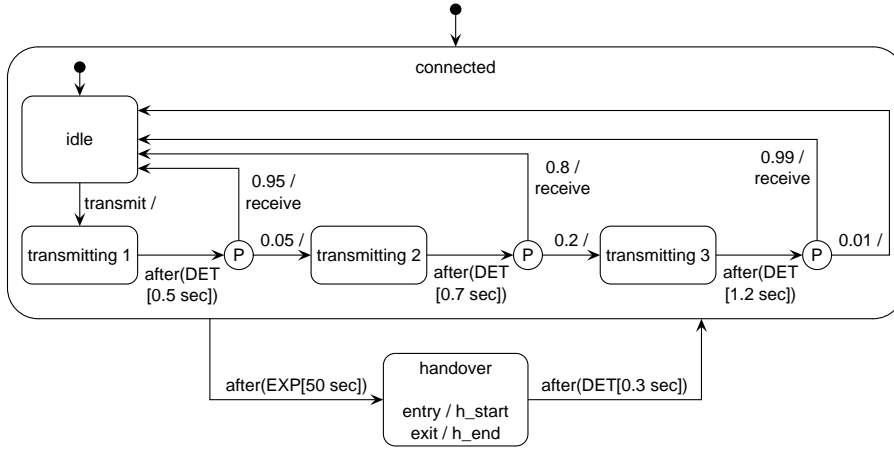 connected
idle
0.95 /
receive
0.8 /
receive
0.99 /
receive
transmit /
transmitting 1
P
0.05 /
transmitting 2
P
0.2 /
transmitting 3
P
0.01 /
after(DET
[0.5 sec])
after(DET
[0.7 sec])
after(DET
[1.2 sec])
handover
after(EXP[50 sec])
after(DET[0.3 sec])
entry / h_start
exit / h_end